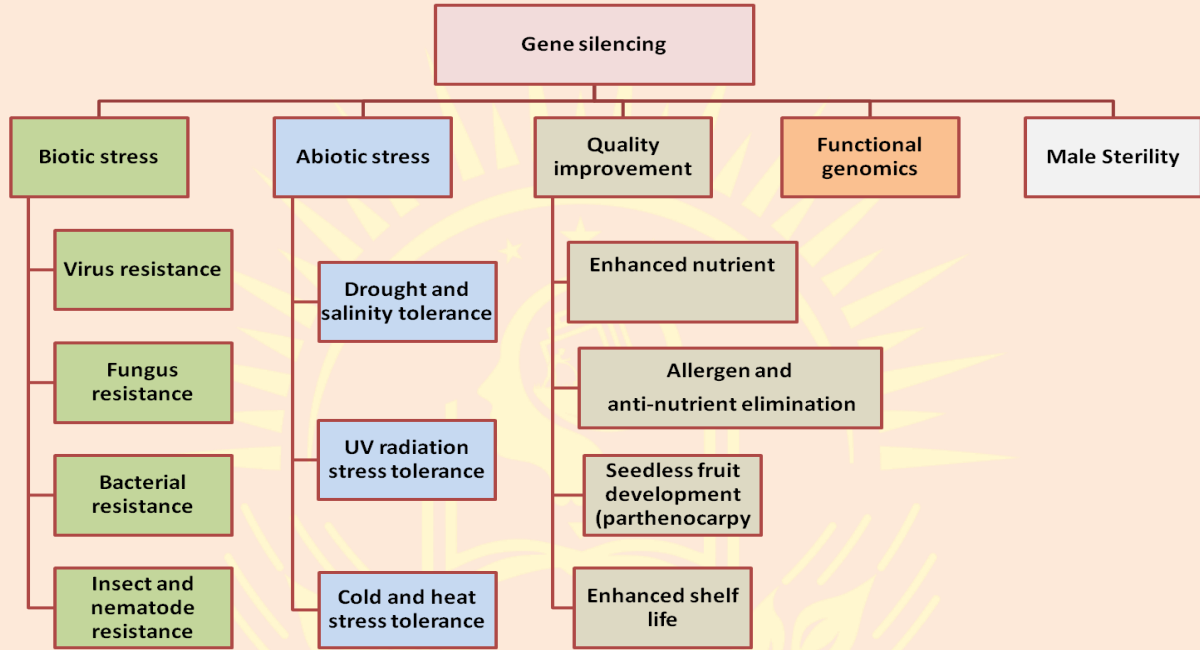 Gene silencing
Biotic stress
Virus resistance
Fungus
resistance
Bacterial
resistance
Insect and
nematode
resistance
Abiotic stress
Drought and
salinity tolerance
UV radiation
stress tolerance
Cold and heat
stress tolerance
Quality
improvement
Enhanced nutrient
Allergen and
anti-nutrient elimination
Seedless fruit
development
(parthenocarpy
Enhanced shelf
life
Functional
genomics
Male Sterility